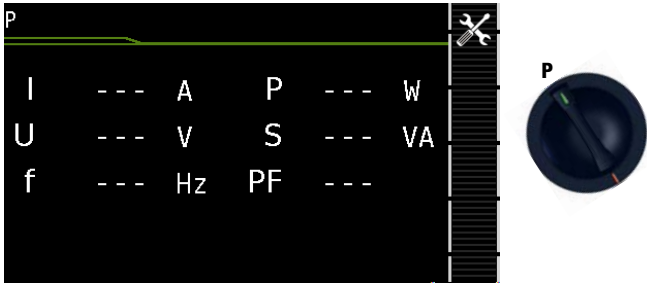 P
P
I --- A P --- W
U --- V S --- VA
f --- Hz PF ---